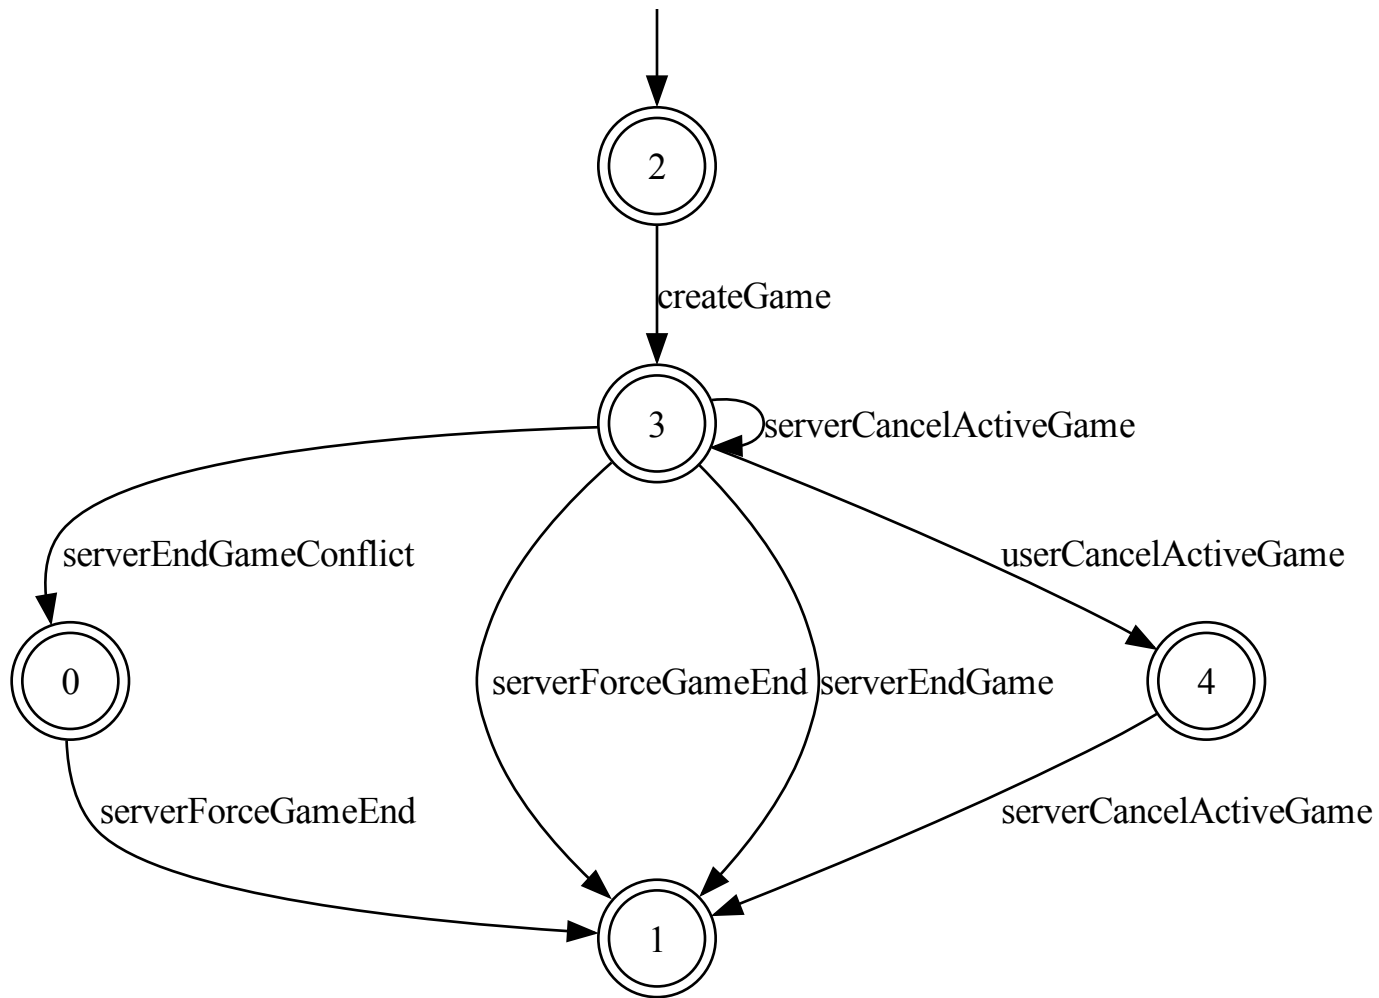 2
createGame
3
serverCancelActiveGame
serverEndGameConflict
userCancelActiveGame
0
serverForceGameEnd
serverEndGame
4
serverForceGameEnd
serverCancelActiveGame
1